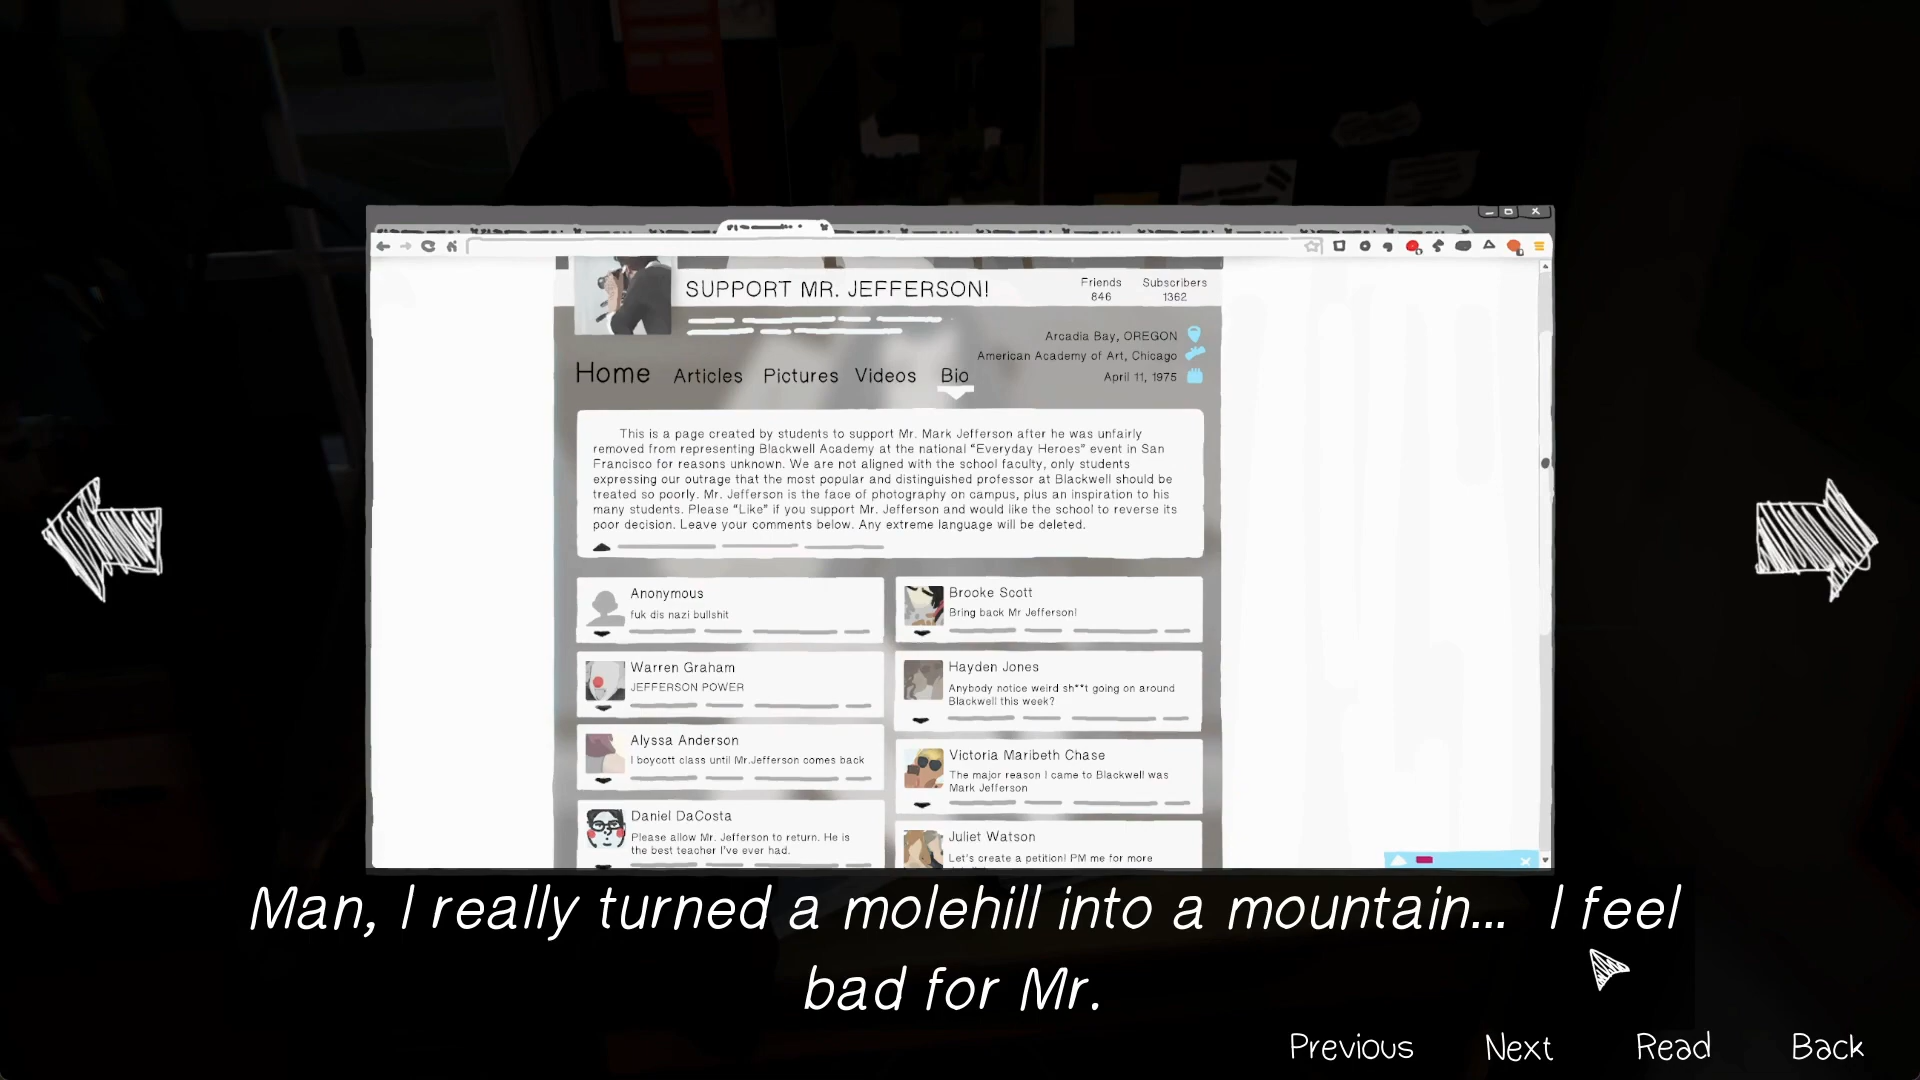 SUPPORT MR. JEFFERSON!
Friends
846
Subscribers
1362
Arcadia Bay, OREGON
American Academy of Art, Chicago
April 11, 1975
Home Articles Pictures Videos Bio
This is a page created by students to support Mr. Mark Jefferson after he was unfairly
removed from representing Blackwell Academy at the national "Everyday Heroes" event in San
Francisco for reasons unknown. We are not aligned with the school faculty, only students
expressing our outrage that the most popular and distinguished professor at Blackwell should be
treated so poorly. Mr. Jefferson is the face of photography on campus, plus an inspiration to his
many students. Please "Like" if you support Mr. Jefferson and would like the school to reverse its
poor decision. Leave your comments below. Any extreme language will be deleted.
Anonymous
fuk dis nazi bullshit
Warren Graham
JEFFERSON POWER
Alyssa Anderson
I boycott class until Mr.Jefferson comes back
Daniel DaCosta
Please allow Mr. Jefferson to return. He is
the best teacher I've ever had.
Brooke Scott
Bring back Mr Jefferson!
Hayden Jones
Anybody notice weird sh**t going on around
Blackwell this week?
Victoria Maribeth Chase
The major reason I came to Blackwell was
Mark Jefferson
Juliet Watson
Let's create a petition! PM me for more
Man, I really turned a molehill into a mountain... I feel
bad for Mr.
Previous Next Read Back